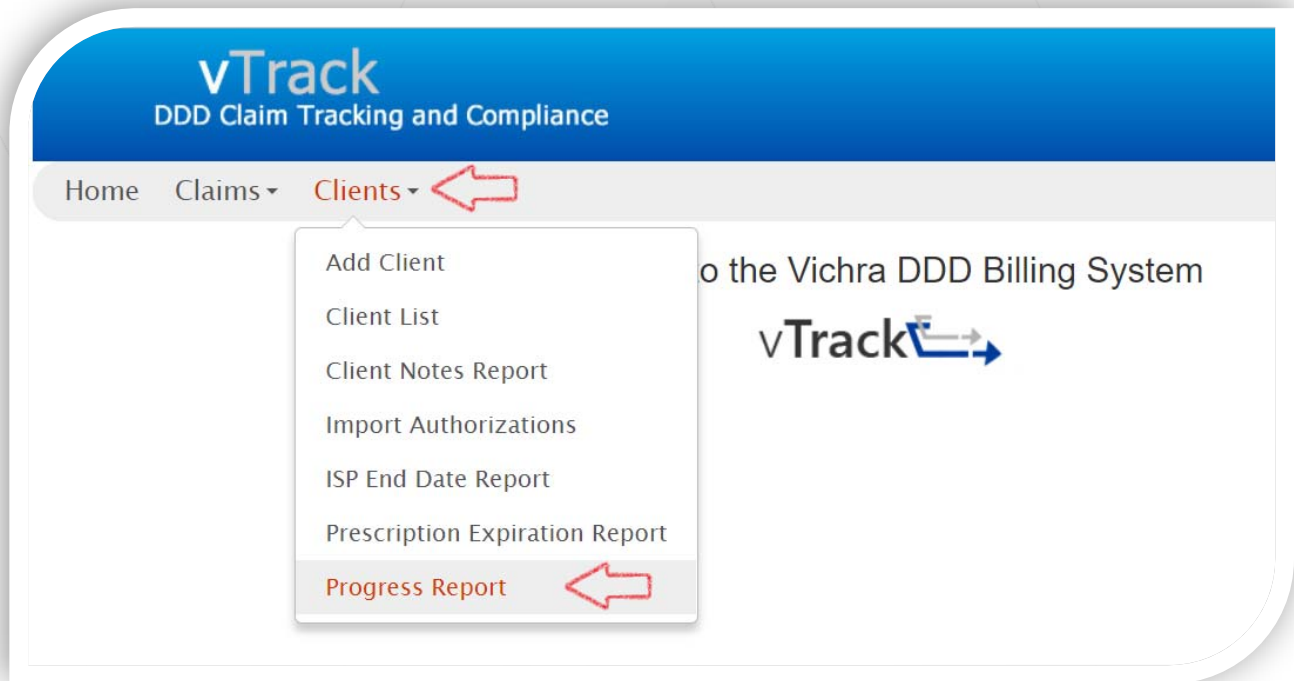 vTrack
DDD Claim Tracking and Compliance
Home Claims Clients
Add Client
Client List
Client Notes Report
Import Authorizations
ISP End Date Report
Prescription Expiration Report
Progress Report
o the Vichra DDD Billing System
vTrack